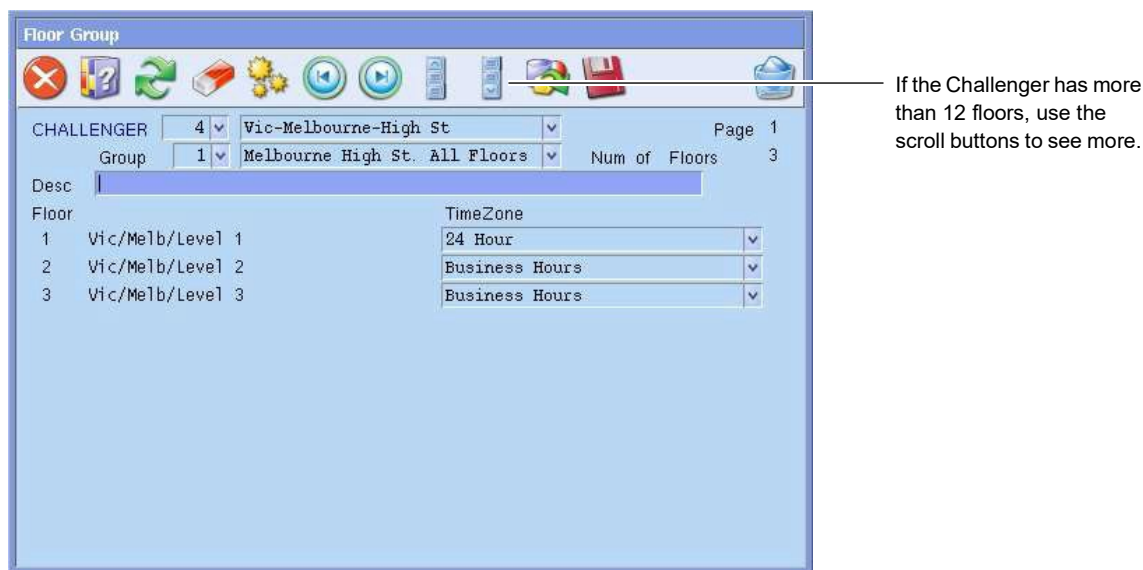 Floor Group
CHALLENGER 4 Vic-Melbourne-High St Page 1
Group 1 Melbourne High St. All Floors Num of Floors 3
Desc
Floor TimeZone
1 Vic/Melb/Level 1 24 Hour
2 Vic/Melb/Level 2 Business Hours
3 Vic/Melb/Level 3 Business Hours
If the Challenger has more
than 12 floors, use the
scroll buttons to see more.